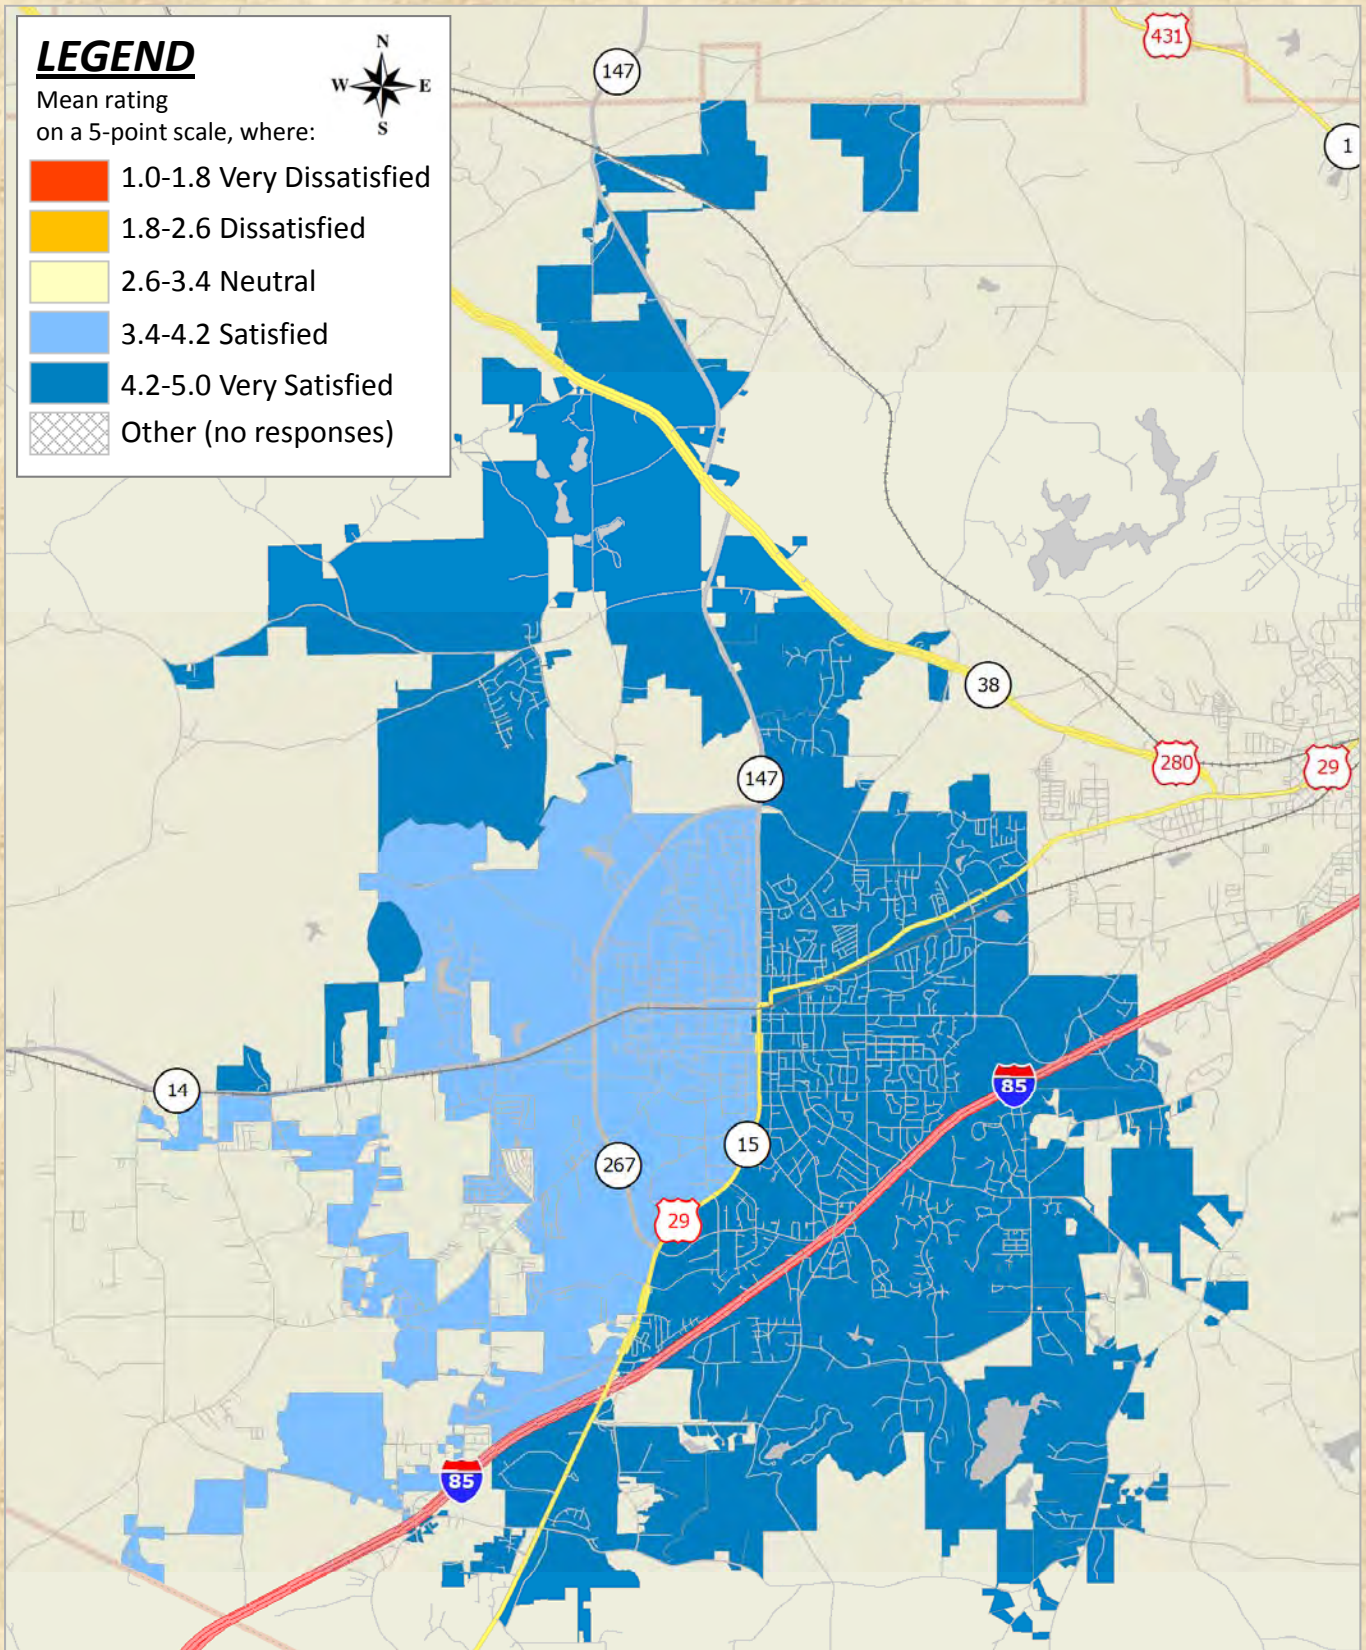 LEGEND
N
W E
S
Mean rating
on a 5-point scale, where:
1.0-1.8 Very Dissatisfied
1.8-2.6 Dissatisfied
2.6-3.4 Neutral
3.4-4.2 Satisfied
4.2-5.0 Very Satisfied
Other (no responses)
147
431
1
38
280
29
147
85
14
15
267
29
85